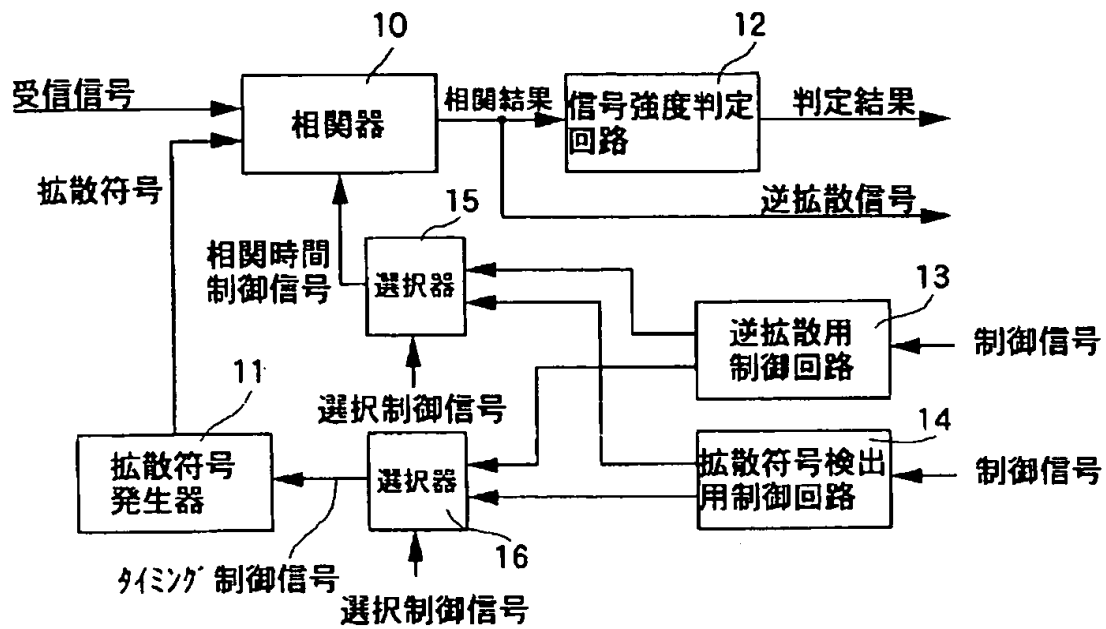 10
12
受信信号
相関器
相関結果
信号強度判定
回路
判定結果
拡散符号
逆拡散信号
15
相関時間
制御信号
選択器
13
逆拡散用
制御回路
制御信号
11
選択制御信号
14
拡散符号
発生器
選択器
拡散符号検出
用制御回路
制御信号
16
タイミング制御信号
選択制御信号